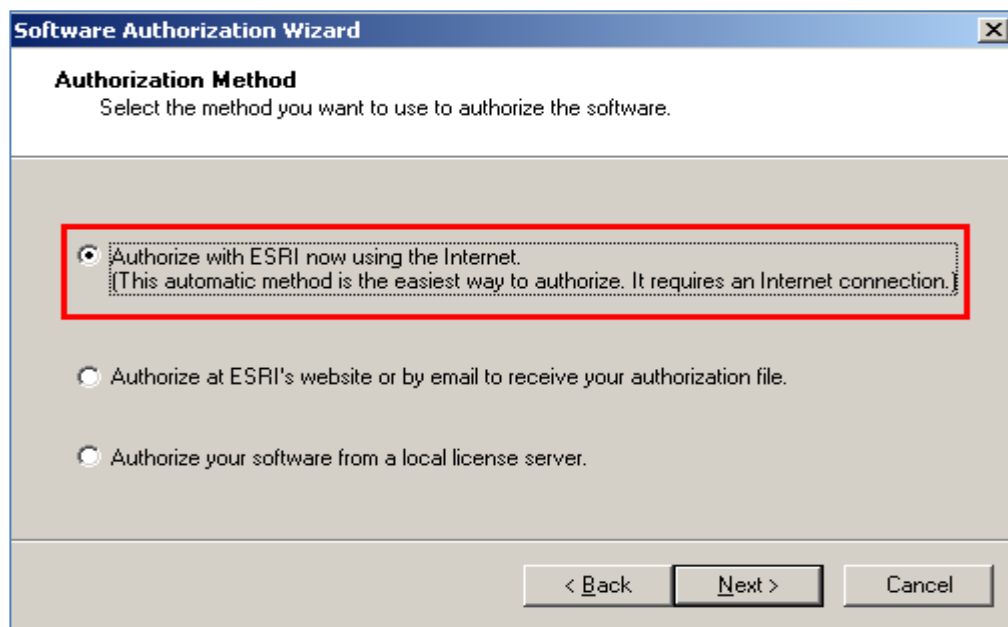 Software Authorization Wizard
Authorization Method
Select the method you want to use to authorize the software.
Authorize with ESRI now using the Internet.
(This automatic method is the easiest way to authorize. It requires an Internet connection.)
Authorize at ESRI's website or by email to receive your authorization file.
Authorize your software from a local license server.
< Back Next > Cancel